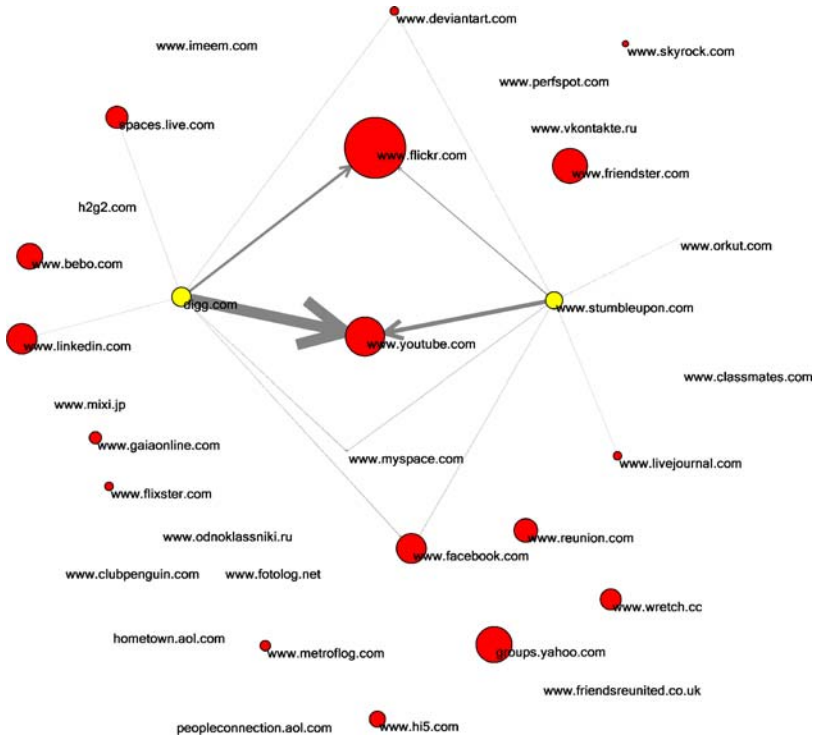 www.deviantart.com
www.imeem.com
www.skyrock.com
www.perfspot.com
spaces.live.com
www.vkontakte.ru
www.flickr.com
www.friendster.com
h2g2.com
www.orkut.com
www.bebo.com
digg.com
www.stumbleupon.com
www.linkedin.com
www.youtube.com
www.classmates.com
www.mixi.jp
www.gaiaonline.com
www.myspace.com
www.livejournal.com
www.flixster.com
www.odnoklassniki.ru
www.reunion.com
www.facebook.com
www.clubpenguin.com
www.fotolog.net
www.wretch.cc
hometown.aol.com
www.metroflog.com
groups.yahoo.com
www.friendsreunited.co.uk
peopleconnection.aol.com
www.hi5.com